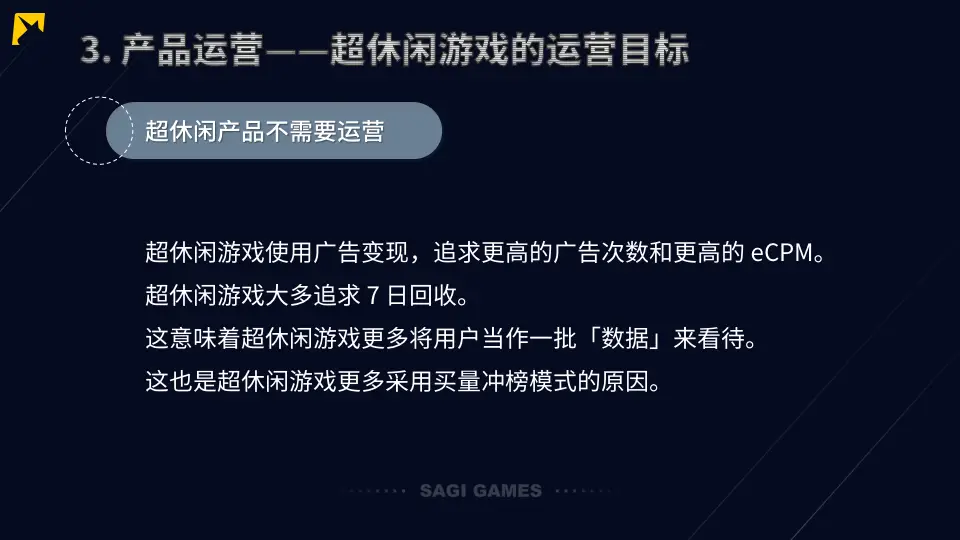 3. 产品运营——超休闲游戏的运营目标
超休闲产品不需要运营
超休闲游戏使用广告变现，追求更高的广告次数和更高的 eCPM。
超休闲游戏大多追求 7 日回收。
这意味着超休闲游戏更多将用户当作一批「数据」来看待。
这也是超休闲游戏更多采用买量冲榜模式的原因。
SAGI GAMES